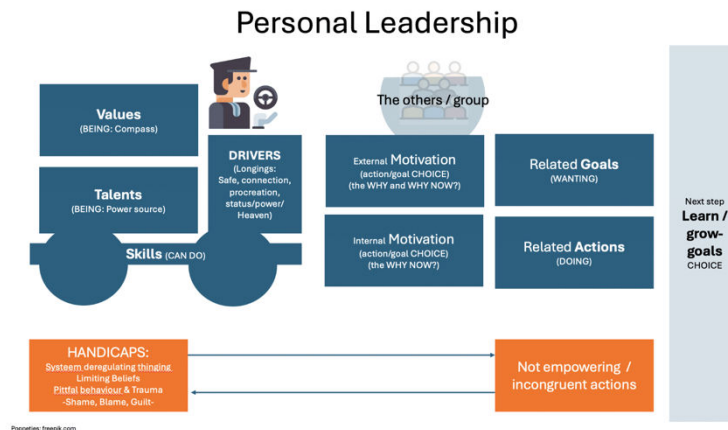 Personal Leadership
Values
(BEING: Compass)
Talents
(BEING: Power source)
DRIVERS
(Longings:
Safe, connection,
procreation,
status/power/
Heaven)
Skills (CAN DO)
The others / group
External Motivation
(action/goal CHOICE)
(the WHY and WHY NOW?)
Internal Motivation
(action/goal CHOICE)
(the WHY NOW?)
Related Goals
(WANTING)
Related Actions
(DOING)
Next step
Learn /
grow-
goals
CHOICE
HANDICAPS:
Systeem deregulating thinging
Limiting Beliefs
Pittfal behaviour & Trauma
-Shame, Blame, Guilt-
Not empowering /
incongruent actions
Poppetjes: freepik.com